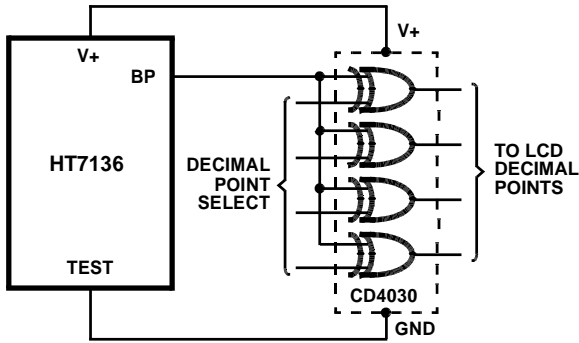 V+
V+
BP
HT7136
DECIMAL
POINT
SELECT
TO LCD
DECIMAL
POINTS
TEST
CD4030
GND